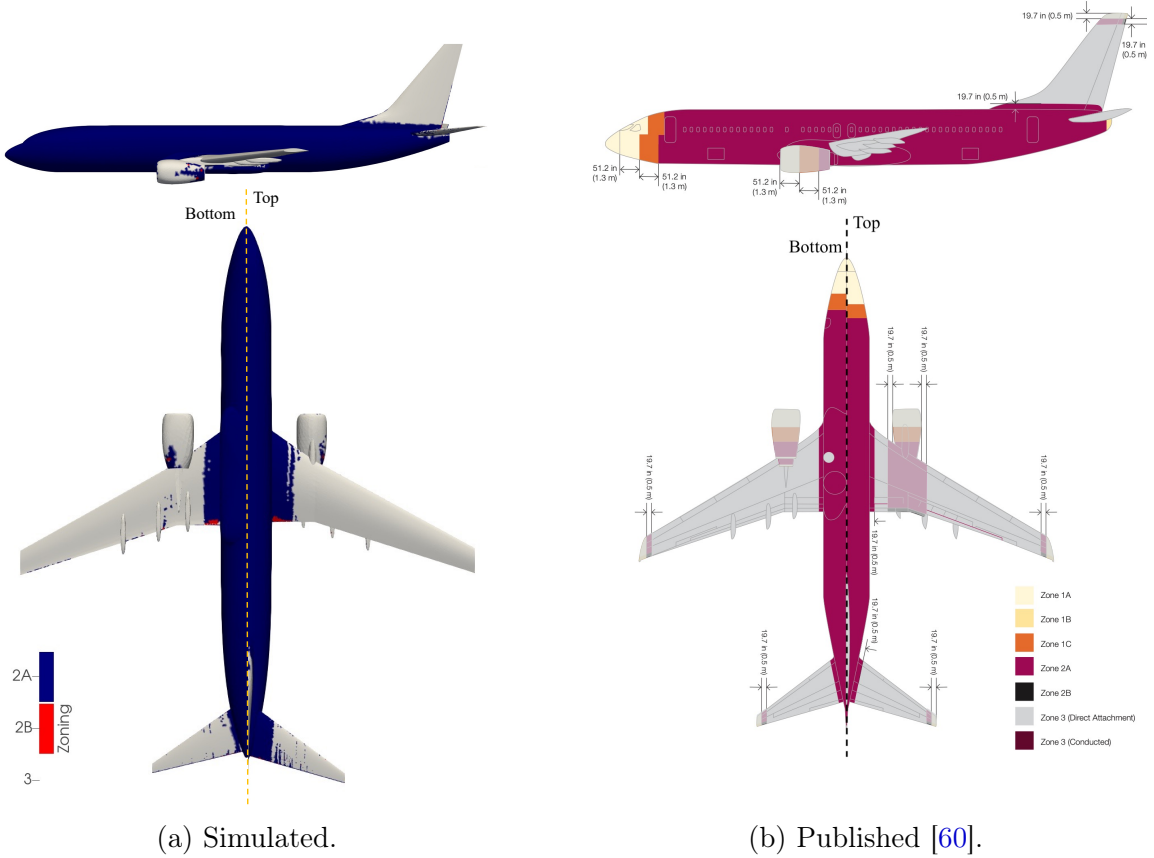 Top
Bottom
2A
2B
3
Zoning
(a) Simulated.
19.7 in (0.5 m)
19.7 in
(0.5 m)
19.7 in (0.5 m)
51.2 in
(1.3 m)
51.2 in
(1.3 m)
51.2 in
(1.3 m)
51.2 in
(1.3 m)
Top
Bottom
19.7 in (0.5 m)
19.7 in (0.5 m)
19.7 in (0.5 m)
19.7 in (0.5 m)
19.7 in (0.5 m)
19.7 in (0.5 m)
19.7 in (0.5 m)
19.7 in (0.5 m)
Zone 1A
Zone 1B
Zone 1C
Zone 2A
Zone 2B
Zone 3 (Direct Attachment)
Zone 3 (Conducted)
(b) Published [60].